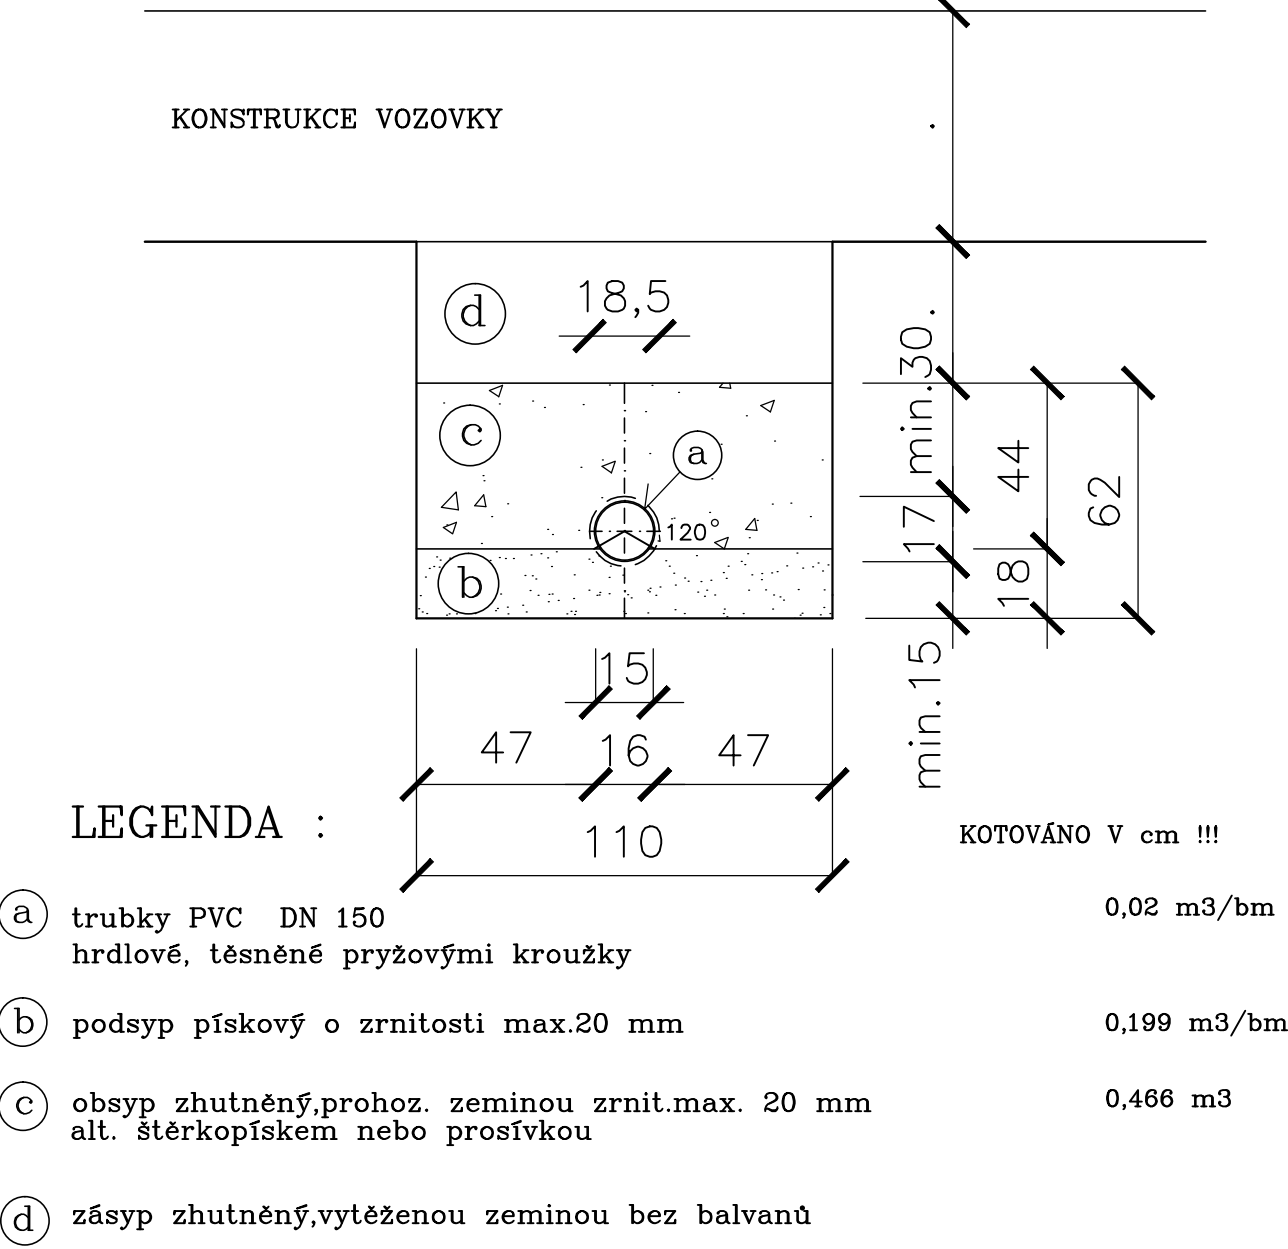 KONSTRUKCE VOZOVKY
d
18,5
min.30.
c
a
44
62
17
120°
b
18
min.15
15
47 16 47
110
LEGENDA :
KOTOVÁNO V cm !!!
a trubky PVC DN 150 0,02 m3/bm
hrdlové, těsněné pryžovými kroužky
b podsyp pískový o zrnitosti max.20 mm 0,199 m3/bm
c obsyp zhutněný,prohoz. zeminou zrnit.max. 20 mm 0,466 m3
alt. štěrkopískem nebo prosívkou
d zásyp zhutněný,vytěženou zeminou bez balvanů